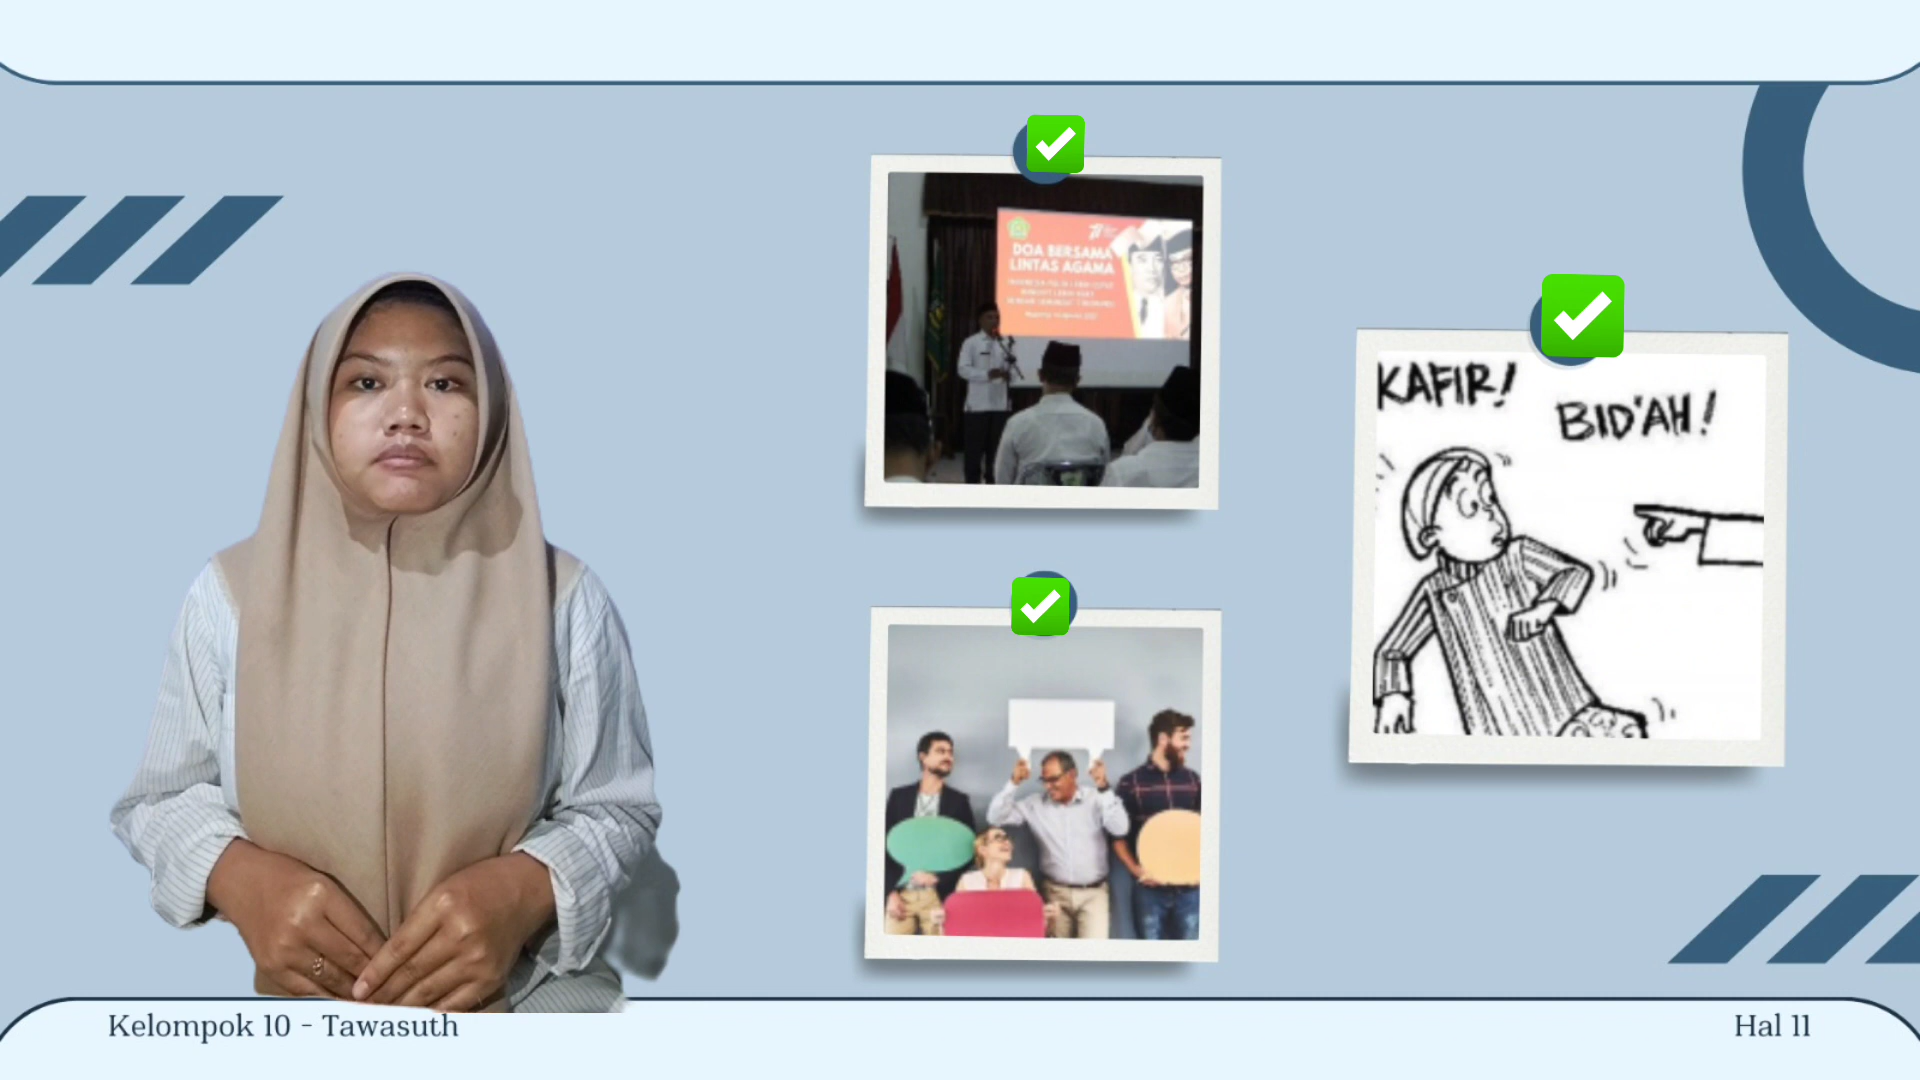 DOA BERSAMA
LINTAS AGAMA
KAFIR!
BID'AH!
Kelompok 10 - Tawasuth
Hal 11